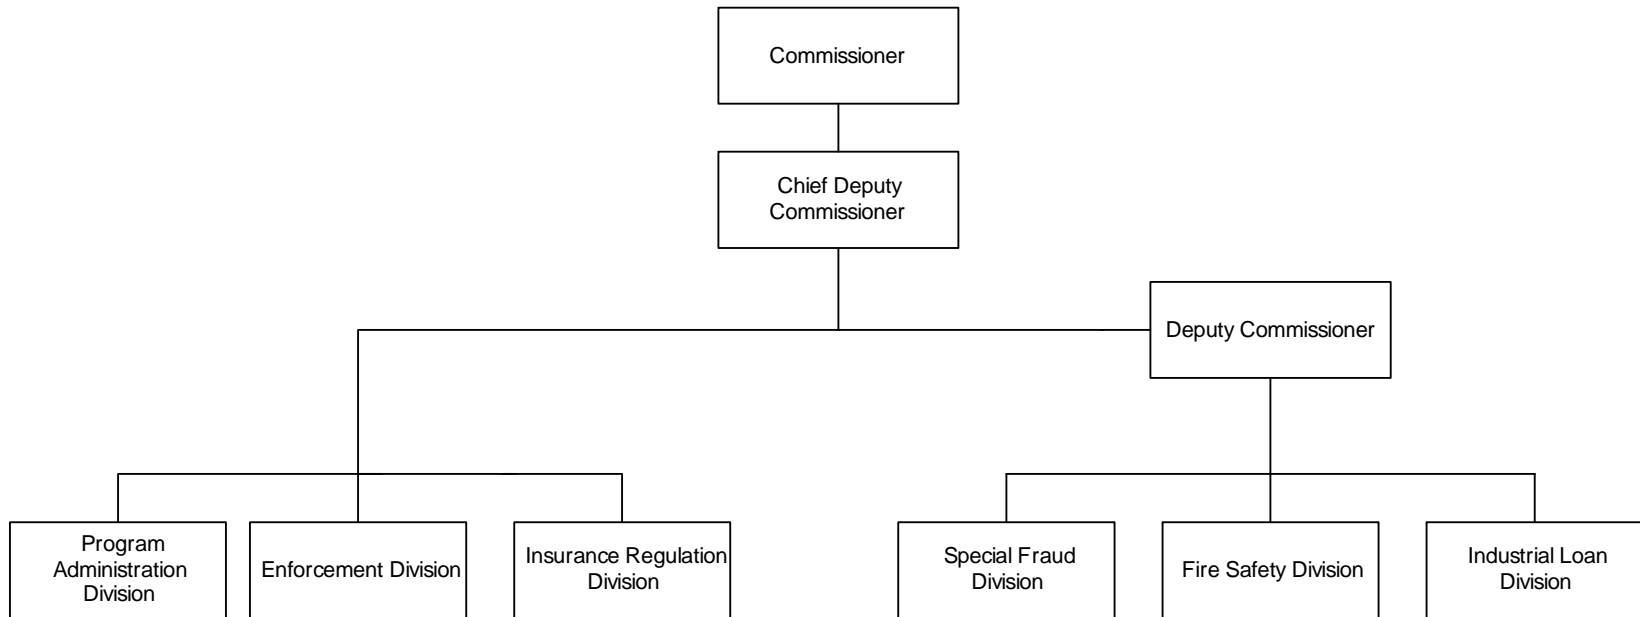 Commissioner
Chief Deputy
Commissioner
Deputy Commissioner
Program
Administration
Division
Enforcement Division
Insurance Regulation
Division
Special Fraud
Division
Fire Safety Division
Industrial Loan
Division